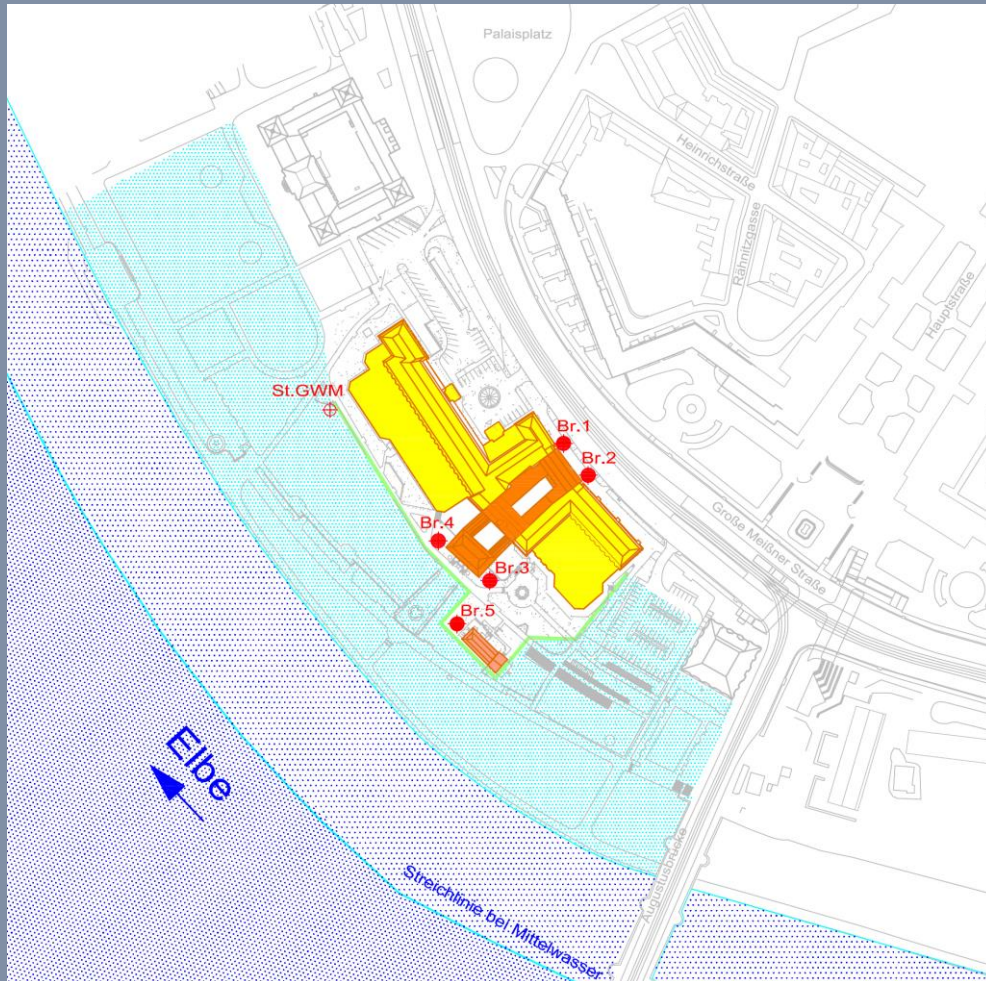 Palaisplatz
Heinrichstraße
Rähnitzgasse
Hauptstraße
St.GWM
Br.1
Br.2
Große Meißner Straße
Br.4
Br.3
Br.5
Elbe
Streichlinie bei Mittelwasser
Augustusbrücke